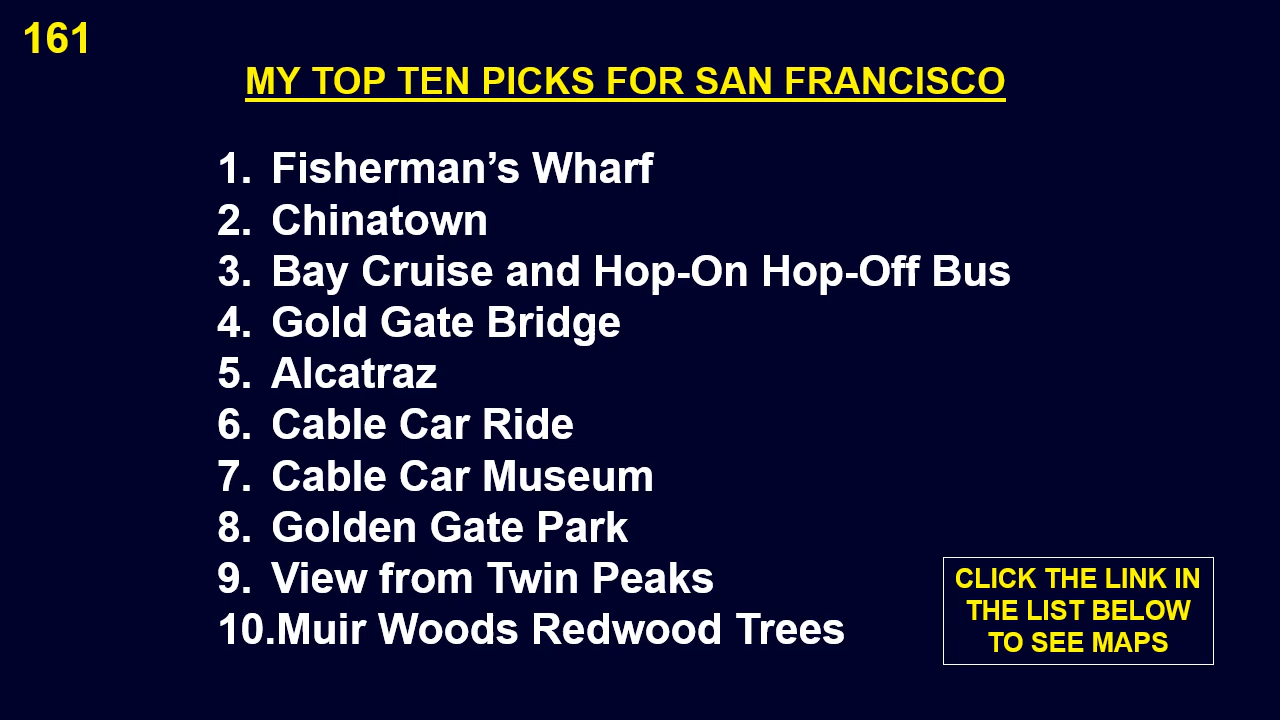 161
MY TOP TEN PICKS FOR SAN FRANCISCO
1. Fisherman’s Wharf
2. Chinatown
3. Bay Cruise and Hop-On Hop-Off Bus
4. Gold Gate Bridge
5. Alcatraz
6. Cable Car Ride
7. Cable Car Museum
8. Golden Gate Park
9. View from Twin Peaks
10.Muir Woods Redwood Trees
CLICK THE LINK IN
THE LIST BELOW
TO SEE MAPS